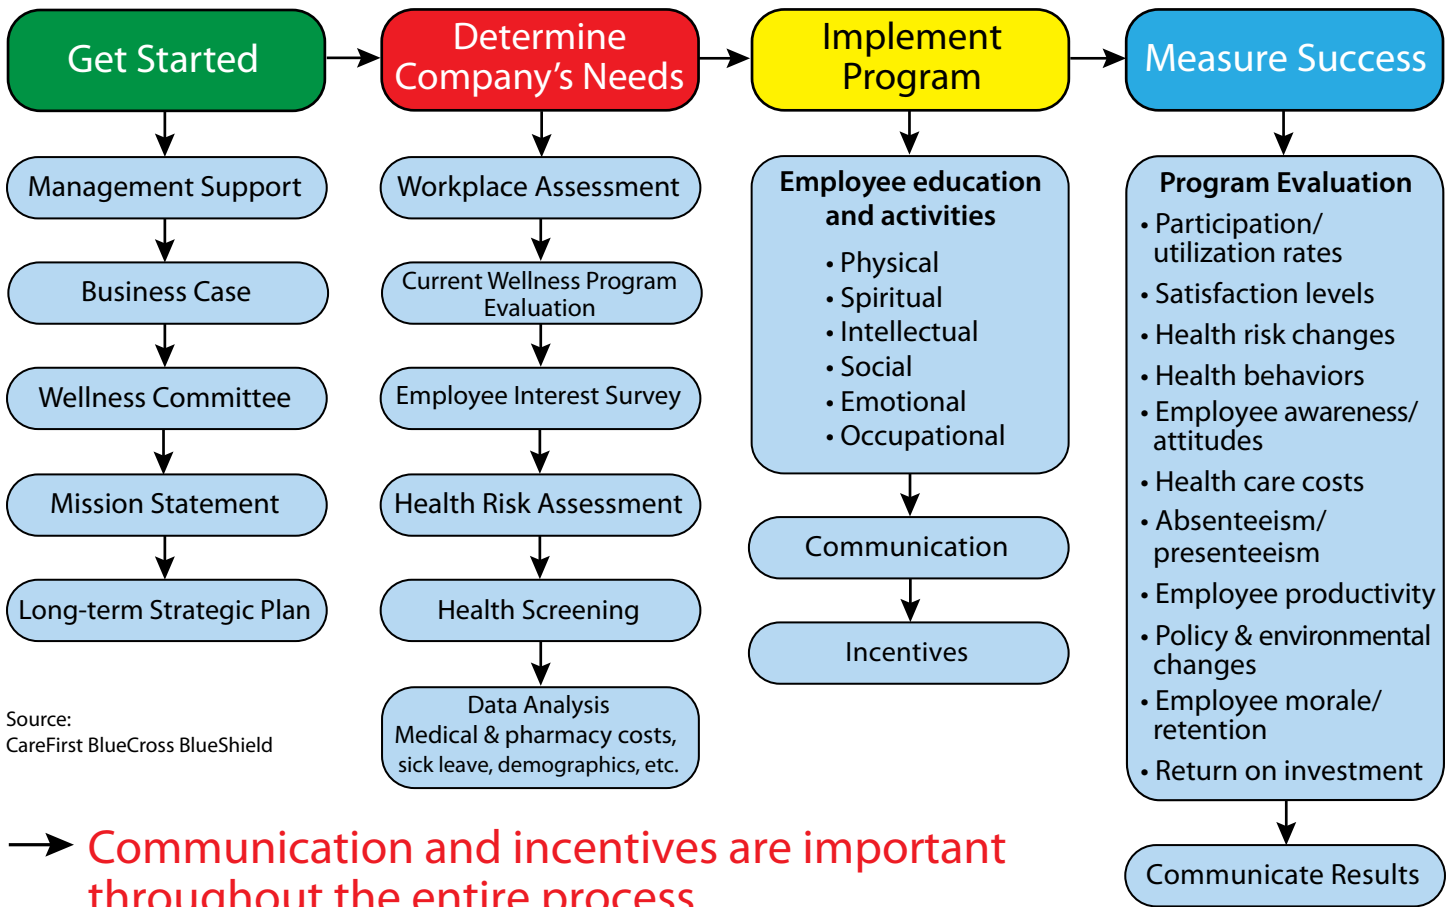 Get Started
Determine
Company's Needs
Implement
Program
Measure Success
Management Support
Business Case
Wellness Committee
Mission Statement
Long-term Strategic Plan
Workplace Assessment
Current Wellness Program
Evaluation
Employee Interest Survey
Health Risk Assessment
Health Screening
Data Analysis
Medical & pharmacy costs,
sick leave, demographics, etc.
Employee education
and activities
• Physical
• Spiritual
• Intellectual
• Social
• Emotional
• Occupational
Communication
Incentives
Program Evaluation
• Participation/
utilization rates
• Satisfaction levels
• Health risk changes
• Health behaviors
• Employee awareness/
attitudes
• Health care costs
• Absenteeism/
presenteeism
• Employee productivity
• Policy & environmental
changes
• Employee morale/
retention
• Return on investment
Communicate Results
Source:
CareFirst BlueCross BlueShield
Communication and incentives are important
throughout the entire process